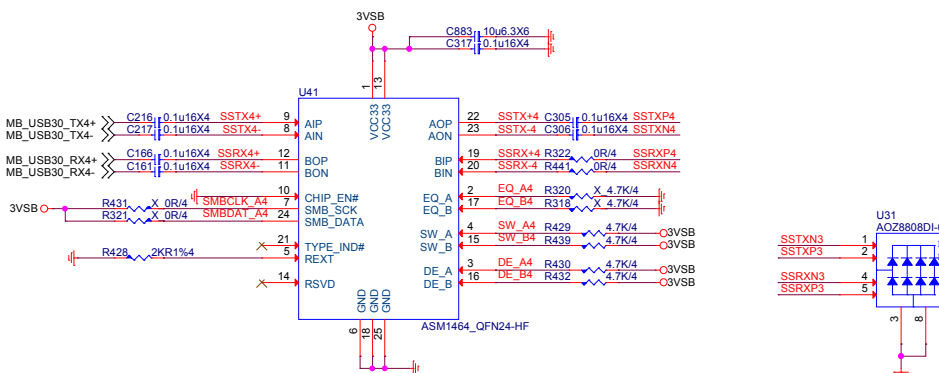 3VSB
C883 10u6.3X6
C317 0.1u16X4
1
13
U41
VCC33
VCC33
MB_USB30_TX4+ C216 0.1u16X4 SSTX4+ 9 AIP AOP 22 SSTX+4 C305 0.1u16X4 SSTXP4
MB_USB30_TX4- C217 0.1u16X4 SSTX4- 8 AIN AON 23 SSTX-4 C306 0.1u16X4 SSTXN4
MB_USB30_RX4+ C166 0.1u16X4 SSRX4+ 12 BOP BIP 19 SSRX+4 R322 0R/4 SSRXP4
MB_USB30_RX4- C161 0.1u16X4 SSRX4- 11 BON BIN 20 SSRX-4 R441 0R/4 SSRXN4
10 CHIP_EN# EQ_A 2 EQ_A4 R320 X_4.7K/4
3VSB R431 X_0R/4 SMBCLK_A4 7 SMB_SCK EQ_B 17 EQ_B4 R318 X_4.7K/4
R321 X_0R/4 SMBDAT_A4 24 SMB_DATA
SW_A 4 SW_A4 R429 4.7K/4 3VSB
21 TYPE_IND# SW_B 15 SW_B4 R439 4.7K/4 3VSB
R428 2KR1%4 5 REXT
DE_A 3 DE_A4 R430 4.7K/4 3VSB
14 RSVD DE_B 16 DE_B4 R432 4.7K/4 3VSB
GND
GND
GND
ASM1464_QFN24-HF
6
18
25
U31
AOZ8808DI-
SSTXN3 1
SSTXP3 2
SSRXN3 4
SSRXP3 5
3
8